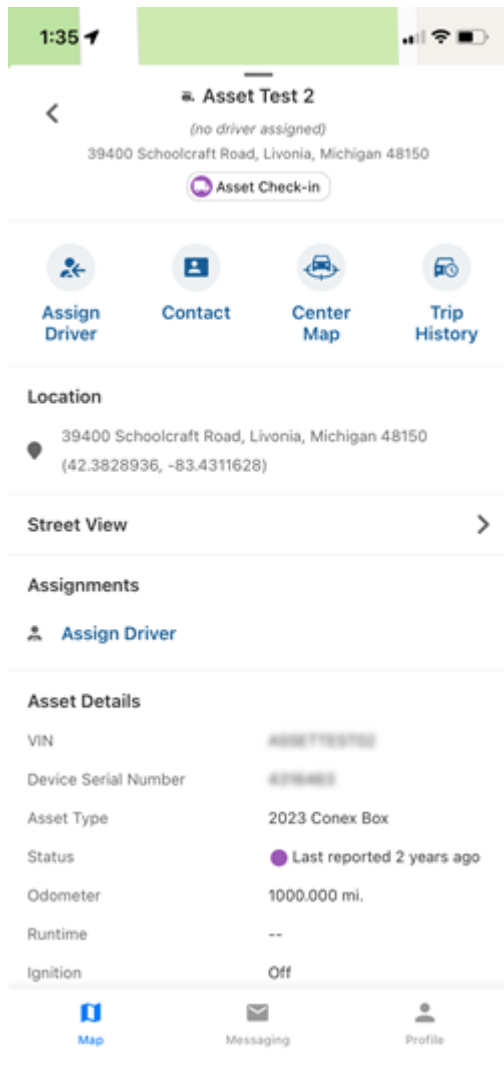 1:35
Asset Test 2
(no driver assigned)
39400 Schoolcraft Road, Livonia, Michigan 48150
Asset Check-in
Assign Driver
Contact
Center Map
Trip History
Location
39400 Schoolcraft Road, Livonia, Michigan 48150
(42.3828936, -83.4311628)
Street View
Assignments
Assign Driver
Asset Details
VIN
Device Serial Number
Asset Type 2023 Conex Box
Status Last reported 2 years ago
Odometer 1000.000 mi.
Runtime --
Ignition Off
Map Messaging Profile